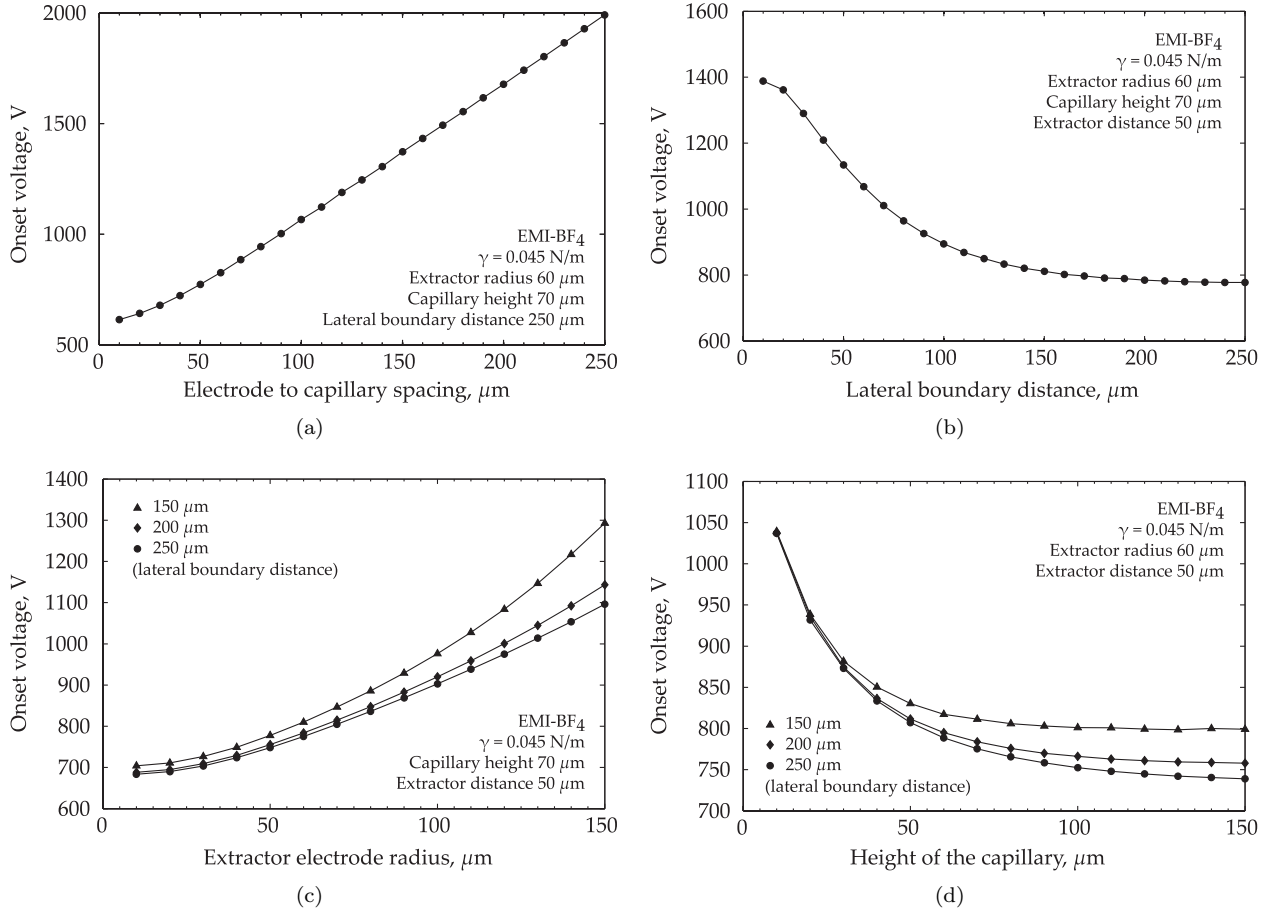 2000
1500
1000
500
Onset voltage, V
EMI-BF4
γ = 0.045 N/m
Extractor radius 60 μm
Capillary height 70 μm
Lateral boundary distance 250 μm
0 50 100 150 200 250
Electrode to capillary spacing, μm
(a)
1600
1400
1200
1000
800
600
Onset voltage, V
EMI-BF4
γ = 0.045 N/m
Extractor radius 60 μm
Capillary height 70 μm
Extractor distance 50 μm
0 50 100 150 200 250
Lateral boundary distance, μm
(b)
1400
1300
1200
1100
1000
900
800
700
600
Onset voltage, V
150 μm
200 μm
250 μm
(lateral boundary distance)
EMI-BF4
γ = 0.045 N/m
Capillary height 70 μm
Extractor distance 50 μm
0 50 100 150
Extractor electrode radius, μm
(c)
1100
1050
1000
950
900
850
800
750
700
Onset voltage, V
EMI-BF4
γ = 0.045 N/m
Extractor radius 60 μm
Extractor distance 50 μm
150 μm
200 μm
250 μm
(lateral boundary distance)
0 50 100 150
Height of the capillary, μm
(d)